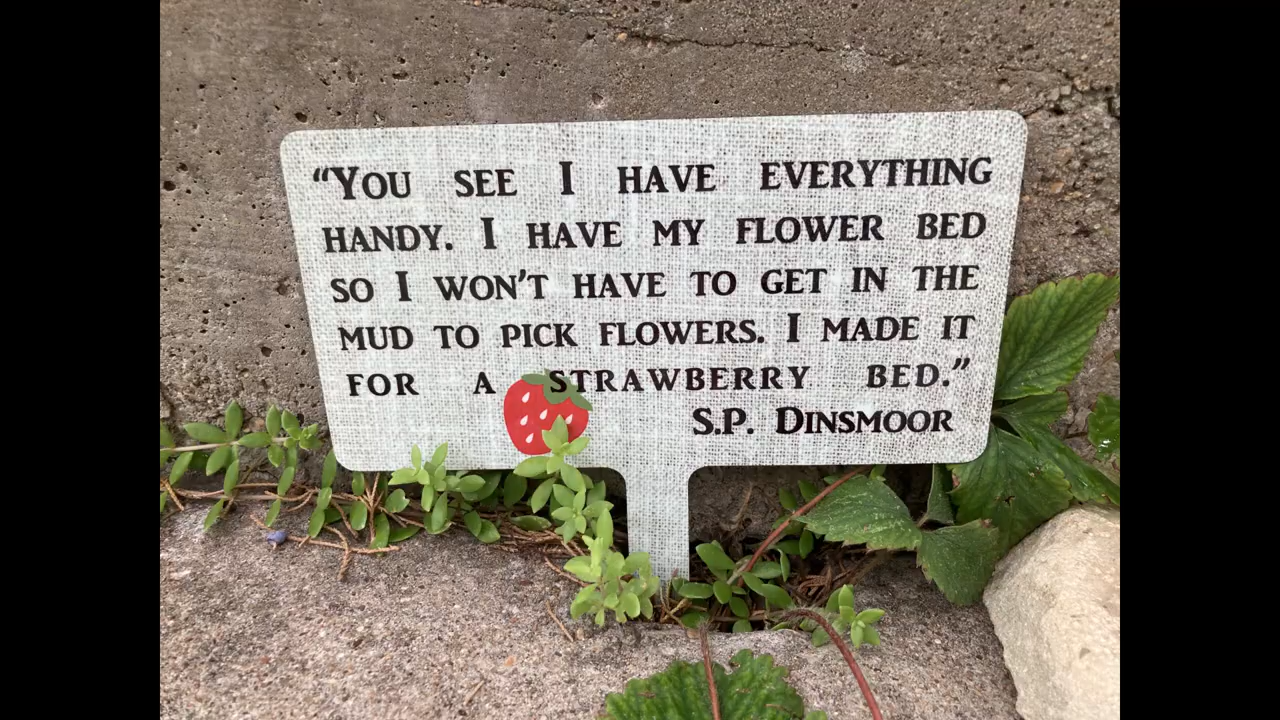 “You see I have everything
handy. I have my flower bed
so I won’t have to get in the
mud to pick flowers. I made it
for a strawberry bed.”
S.P. Dinsmoor